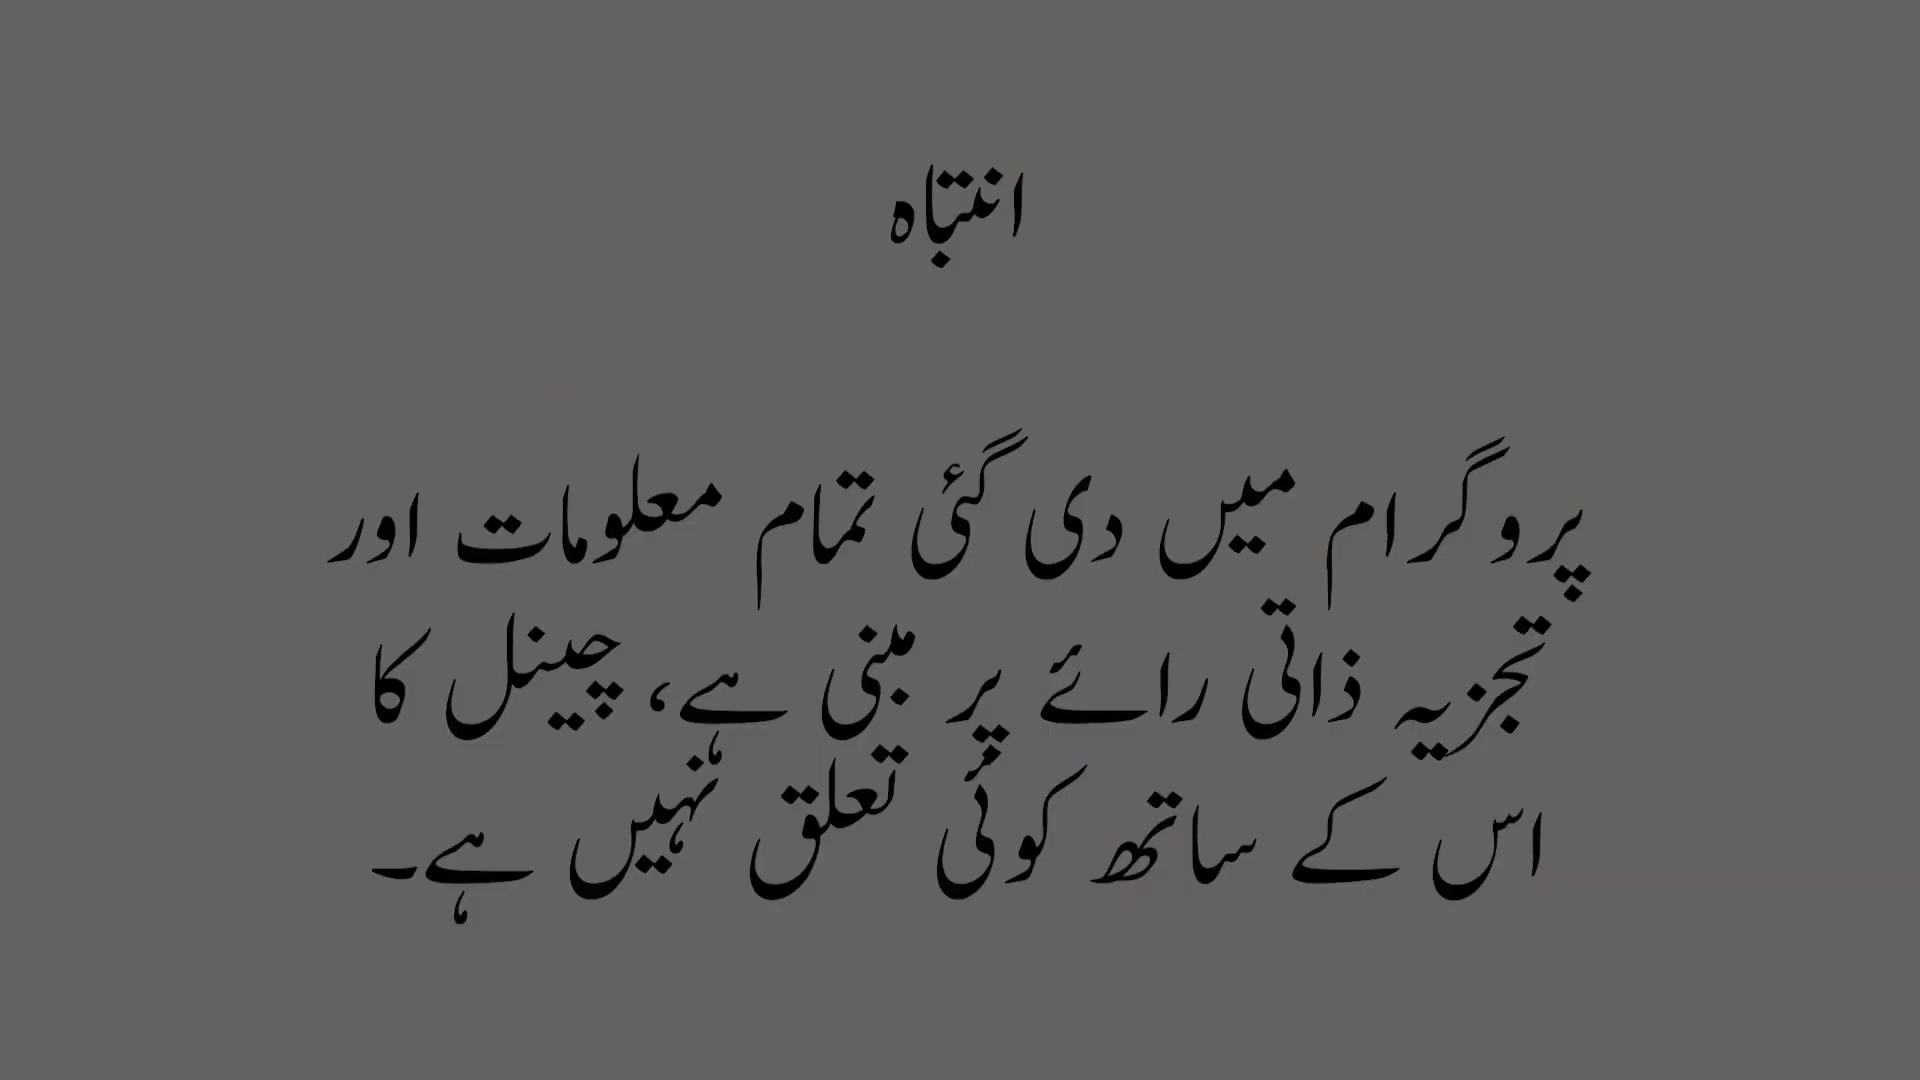 انتباہ
پروگرام میں دی گئی تمام معلومات اور
تجزیہ ذاتی رائے پر مبنی ہے، چینل کا
اس کے ساتھ کوئی تعلق نہیں ہے۔